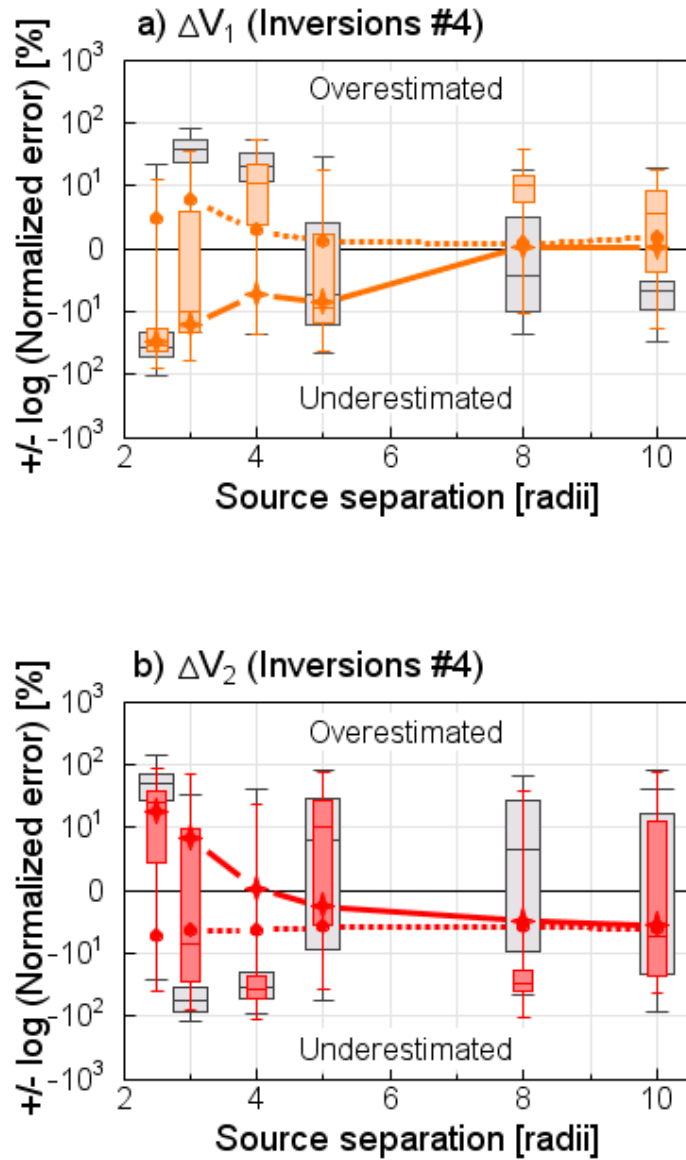 a) ΔV₁ (Inversions #4)
+/- log (Normalized error) [%]
10³
Overestimated
10²
10¹
0
-10¹
-10²
Underestimated
-10³
2 4 6 8 10
Source separation [radii]
b) ΔV₂ (Inversions #4)
+/- log (Normalized error) [%]
10³
Overestimated
10²
10¹
0
-10¹
-10²
Underestimated
-10³
2 4 6 8 10
Source separation [radii]